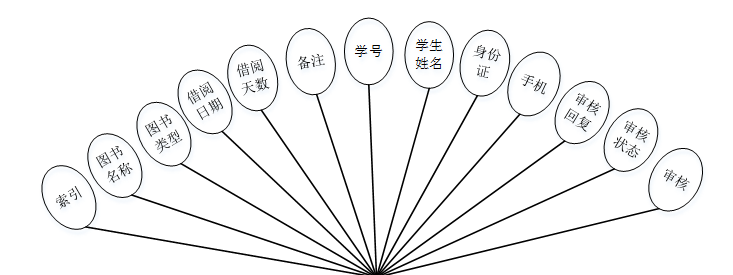 索引
图书
名称
图书
类型
借阅
日期
借阅
天数
备注
学号
学生
姓名
身份
证
手机
审核
回复
审核
状态
审核